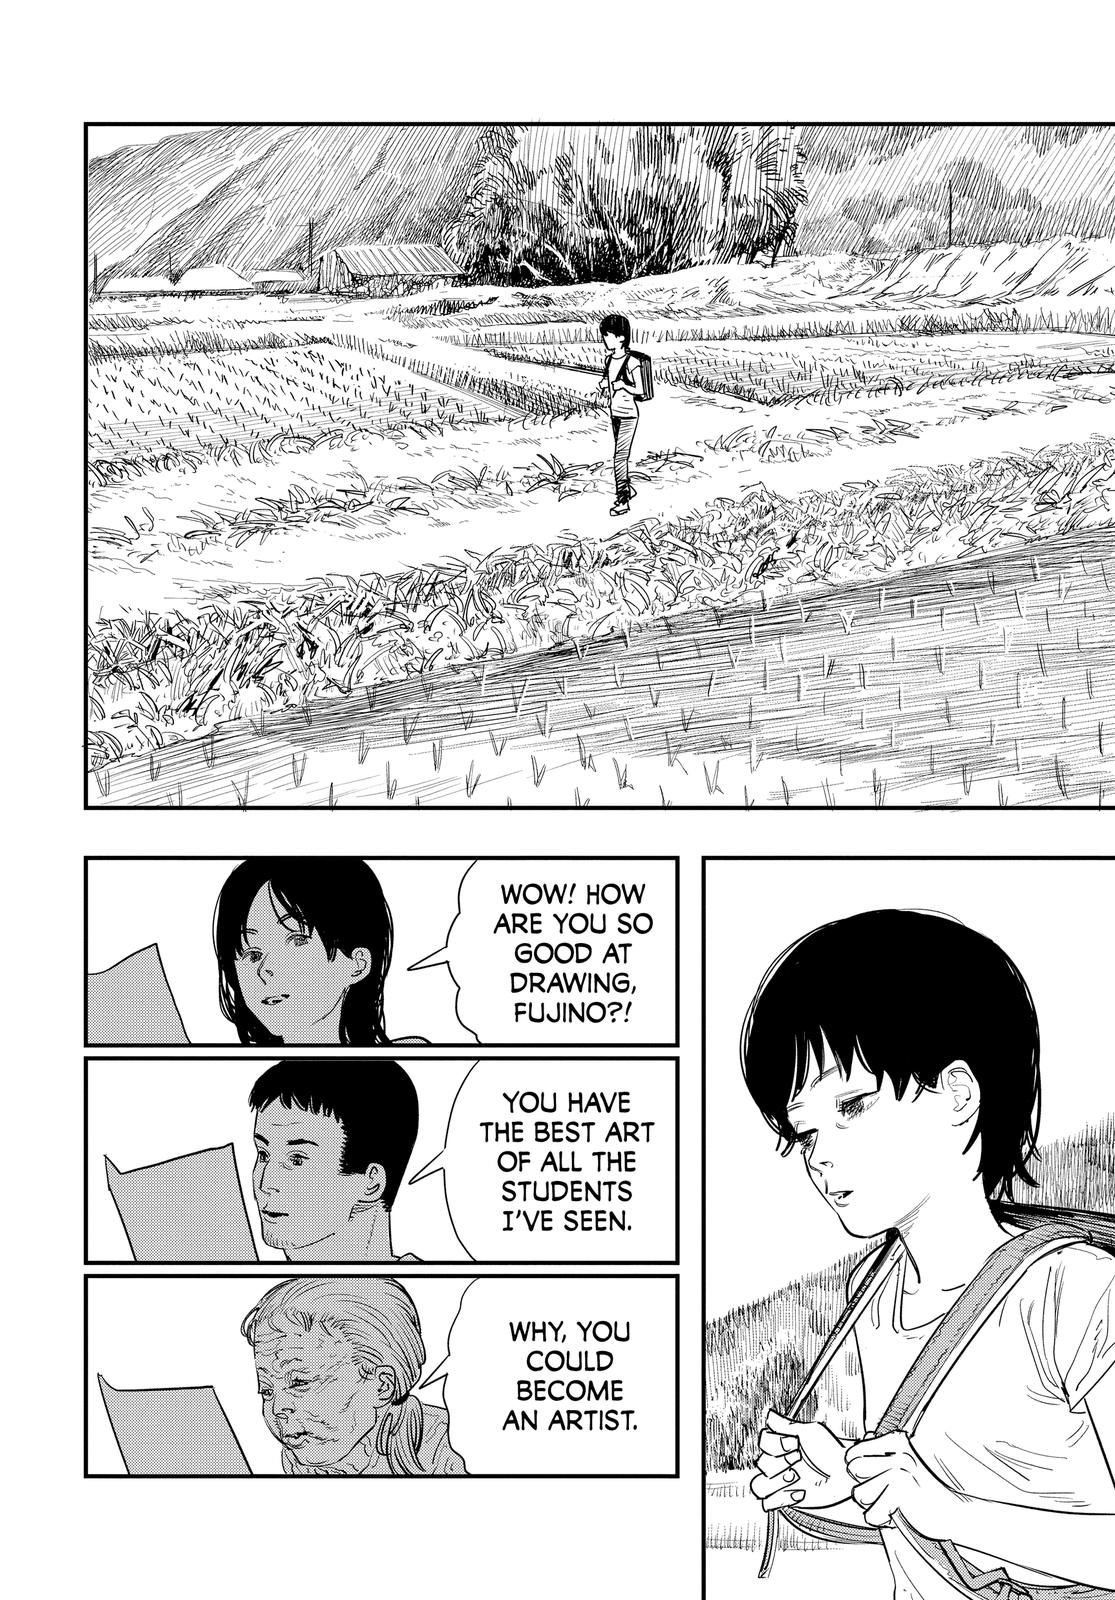 WOW! HOW
ARE YOU SO
GOOD AT
DRAWING,
FUJINO?!
YOU HAVE
THE BEST ART
OF ALL THE
STUDENTS
I'VE SEEN.
WHY, YOU
COULD
BECOME
AN ARTIST.